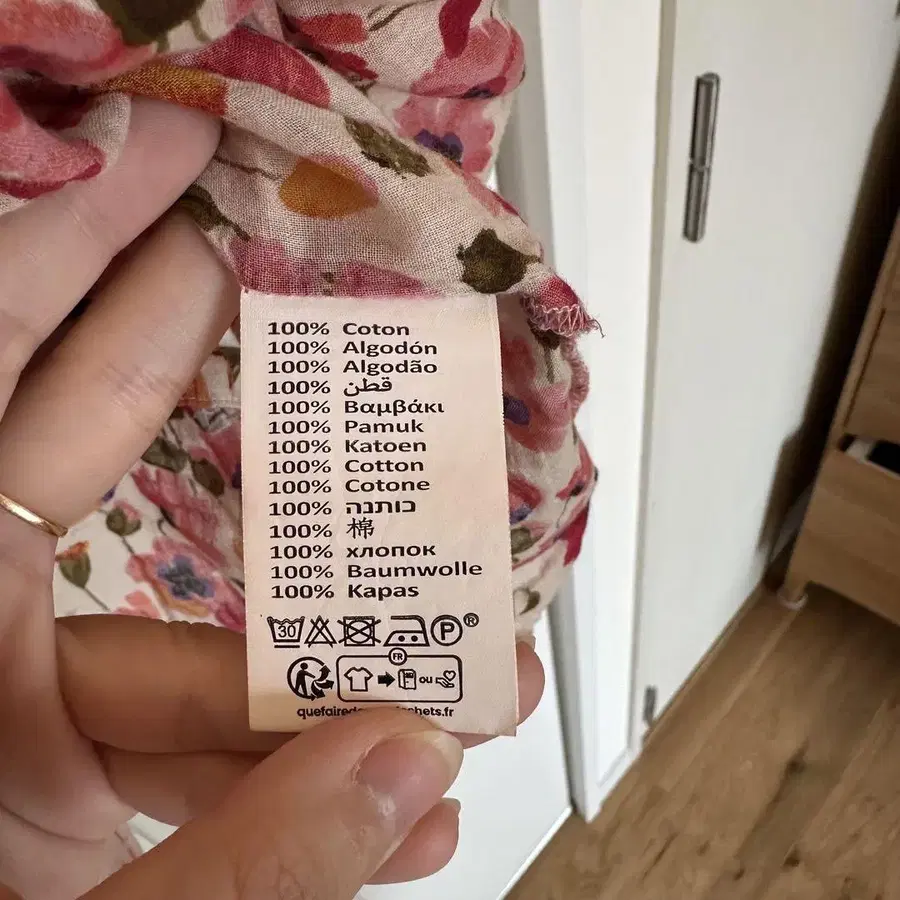 100% Coton
100% Algodón
100% Algodão
100% قطن
100% Βαμβάκι
100% Pamuk
100% Katoen
100% Cotton
100% Cotone
100% כותנה
100% 棉
100% хлопок
100% Baumwolle
100% Kapas
30 P ®
FR
ou